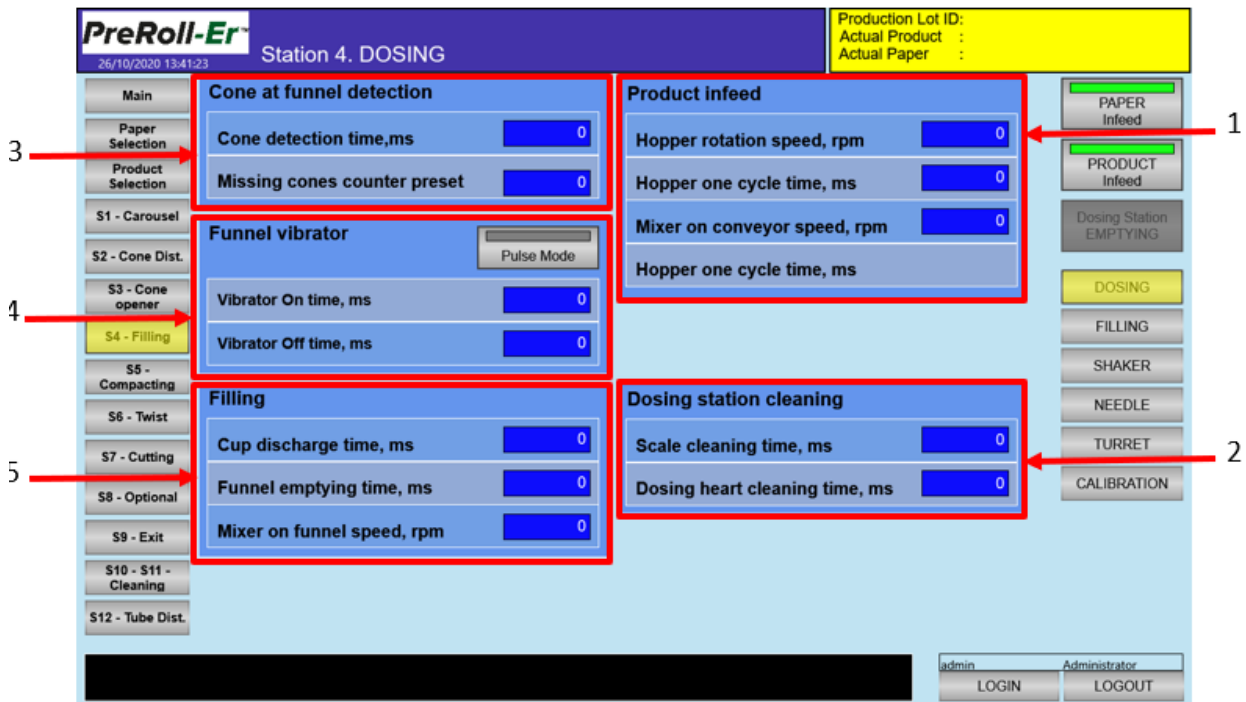 PreRoll-Er™
26/10/2020 13:41:23
Station 4. DOSING
Production Lot ID:
Actual Product :
Actual Paper :
Main
Paper
Selection
Product
Selection
S1 - Carousel
S2 - Cone Dist.
S3 - Cone
opener
S4 - Filling
S5 -
Compacting
S6 - Twist
S7 - Cutting
S8 - Optional
S9 - Exit
S10 - S11 -
Cleaning
S12 - Tube Dist.
3
4
5
Cone at funnel detection
Cone detection time,ms 0
Missing cones counter preset 0
Funnel vibrator
Pulse Mode
Vibrator On time, ms 0
Vibrator Off time, ms 0
Filling
Cup discharge time, ms 0
Funnel emptying time, ms 0
Mixer on funnel speed, rpm 0
Product infeed
Hopper rotation speed, rpm 0
Hopper one cycle time, ms 0
Mixer on conveyor speed, rpm 0
Hopper one cycle time, ms
Dosing station cleaning
Scale cleaning time, ms 0
Dosing heart cleaning time, ms 0
1
2
PAPER
Infeed
PRODUCT
Infeed
Dosing Station
EMPTYING
DOSING
FILLING
SHAKER
NEEDLE
TURRET
CALIBRATION
admin Administrator
LOGIN LOGOUT